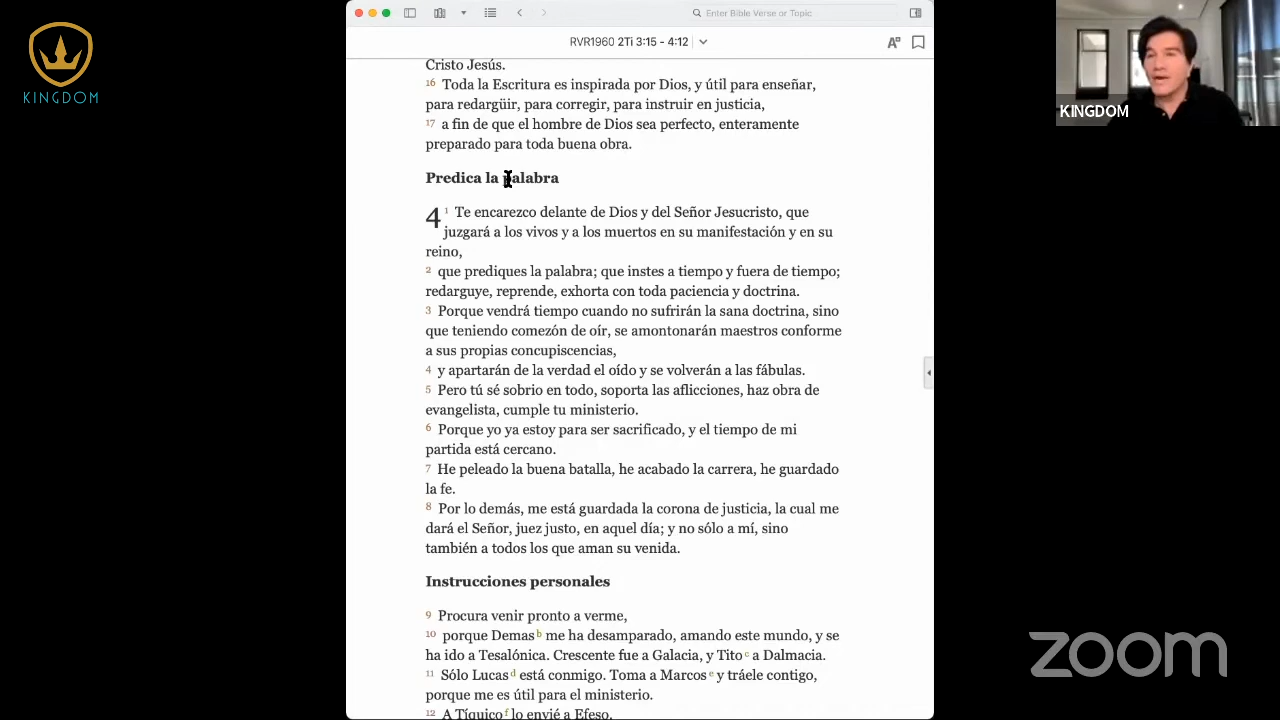 KINGDOM
Enter Bible Verse or Topic
RVR1960 2Ti 3:15 - 4:12
KINGDOM
Cristo Jesús.
16 Toda la Escritura es inspirada por Dios, y útil para enseñar,
para redargüir, para corregir, para instruir en justicia,
17 a fin de que el hombre de Dios sea perfecto, enteramente
preparado para toda buena obra.
Predica la palabra
4 1 Te encarezco delante de Dios y del Señor Jesucristo, que
juzgará a los vivos y a los muertos en su manifestación y en su
reino,
2 que prediques la palabra; que instes a tiempo y fuera de tiempo;
redarguye, reprende, exhorta con toda paciencia y doctrina.
3 Porque vendrá tiempo cuando no sufrirán la sana doctrina, sino
que teniendo comezón de oír, se amontonarán maestros conforme
a sus propias concupiscencias,
4 y apartarán de la verdad el oído y se volverán a las fábulas.
5 Pero tú sé sobrio en todo, soporta las aflicciones, haz obra de
evangelista, cumple tu ministerio.
6 Porque yo ya estoy para ser sacrificado, y el tiempo de mi
partida está cercano.
7 He peleado la buena batalla, he acabado la carrera, he guardado
la fe.
8 Por lo demás, me está guardada la corona de justicia, la cual me
dará el Señor, juez justo, en aquel día; y no sólo a mí, sino
también a todos los que aman su venida.
Instrucciones personales
9 Procura venir pronto a verme,
10 porque Demas b me ha desamparado, amando este mundo, y se
ha ido a Tesalónica. Crescente fue a Galacia, y Tito c a Dalmacia.
11 Sólo Lucas d está conmigo. Toma a Marcos e y tráele contigo,
porque me es útil para el ministerio.
12 A Tíquico f lo envié a Efeso.
zoom